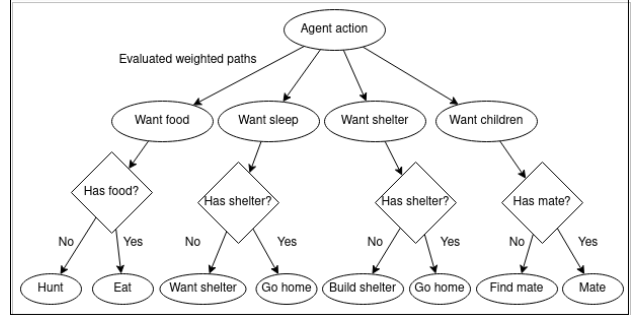 Agent action
Evaluated weighted paths
Want food
Want sleep
Want shelter
Want children
Has food?
Has shelter?
Has shelter?
Has mate?
No
Yes
No
Yes
No
Yes
No
Yes
Hunt
Eat
Want shelter
Go home
Build shelter
Go home
Find mate
Mate